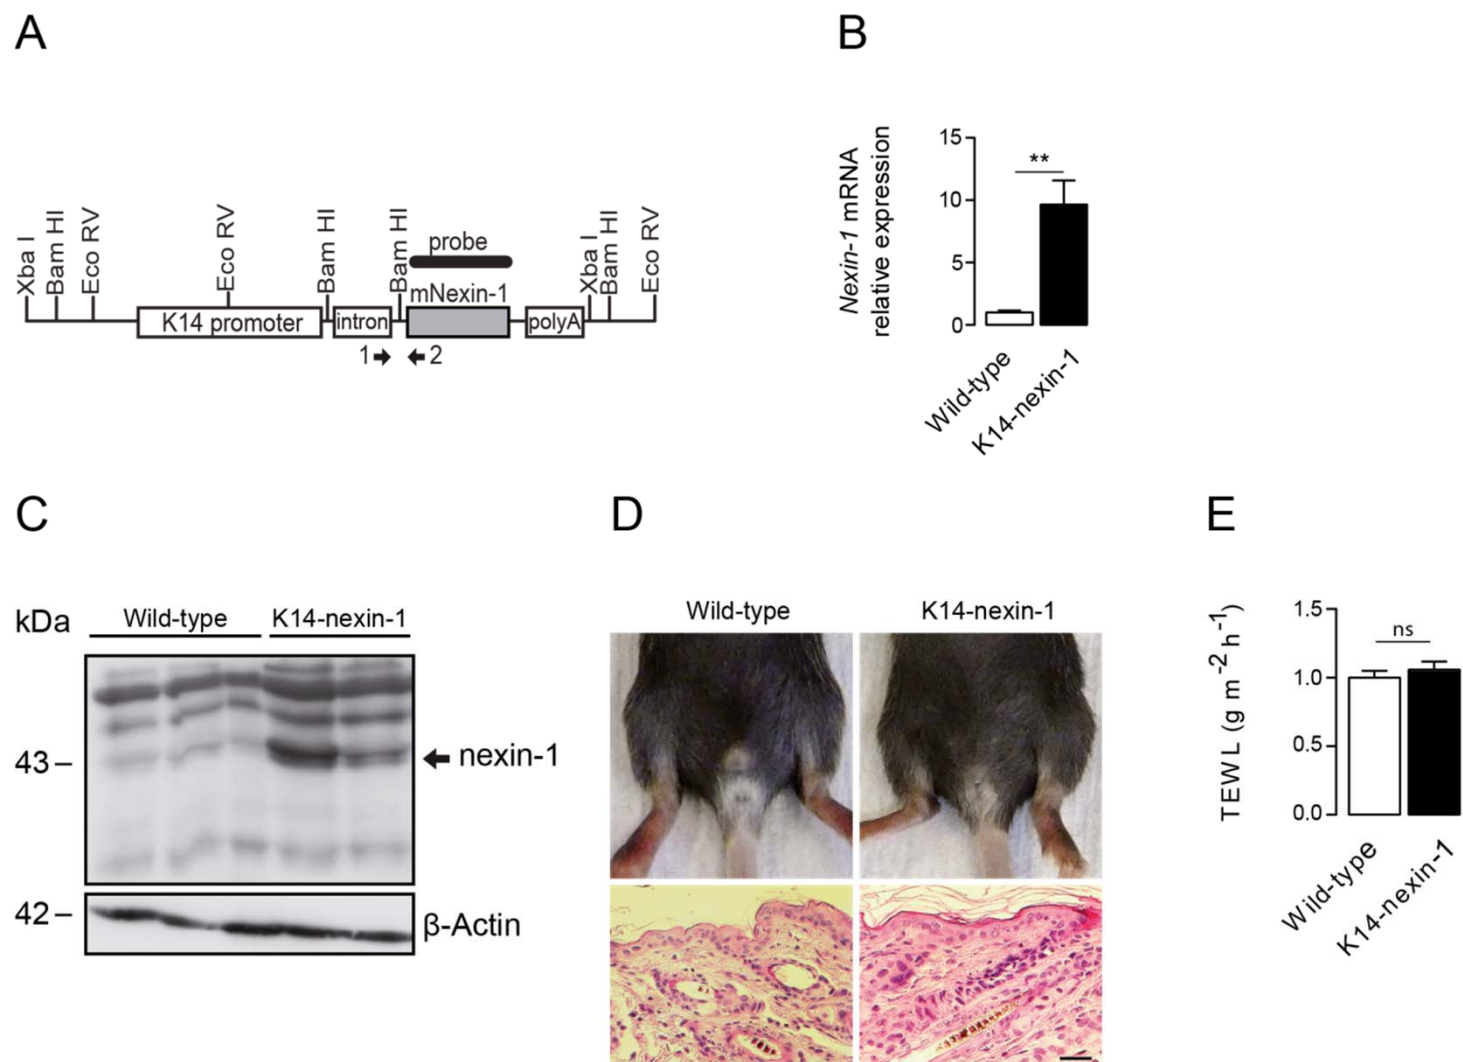 A
Xba I
Bam HI
Eco RV
Eco RV
Bam HI
Bam HI
probe
mNexin-1
Xba I
Bam HI
Eco RV
K14 promoter
intron
polyA
1
2
B
Nexin-1 mRNA
relative expression
15
10
5
0
**
Wild-type
K14-nexin-1
C
kDa
Wild-type
K14-nexin-1
43
nexin-1
42
β-Actin
D
Wild-type
K14-nexin-1
E
TEWL (g m⁻² h⁻¹)
1.5
1.0
0.5
0.0
ns
Wild-type
K14-nexin-1